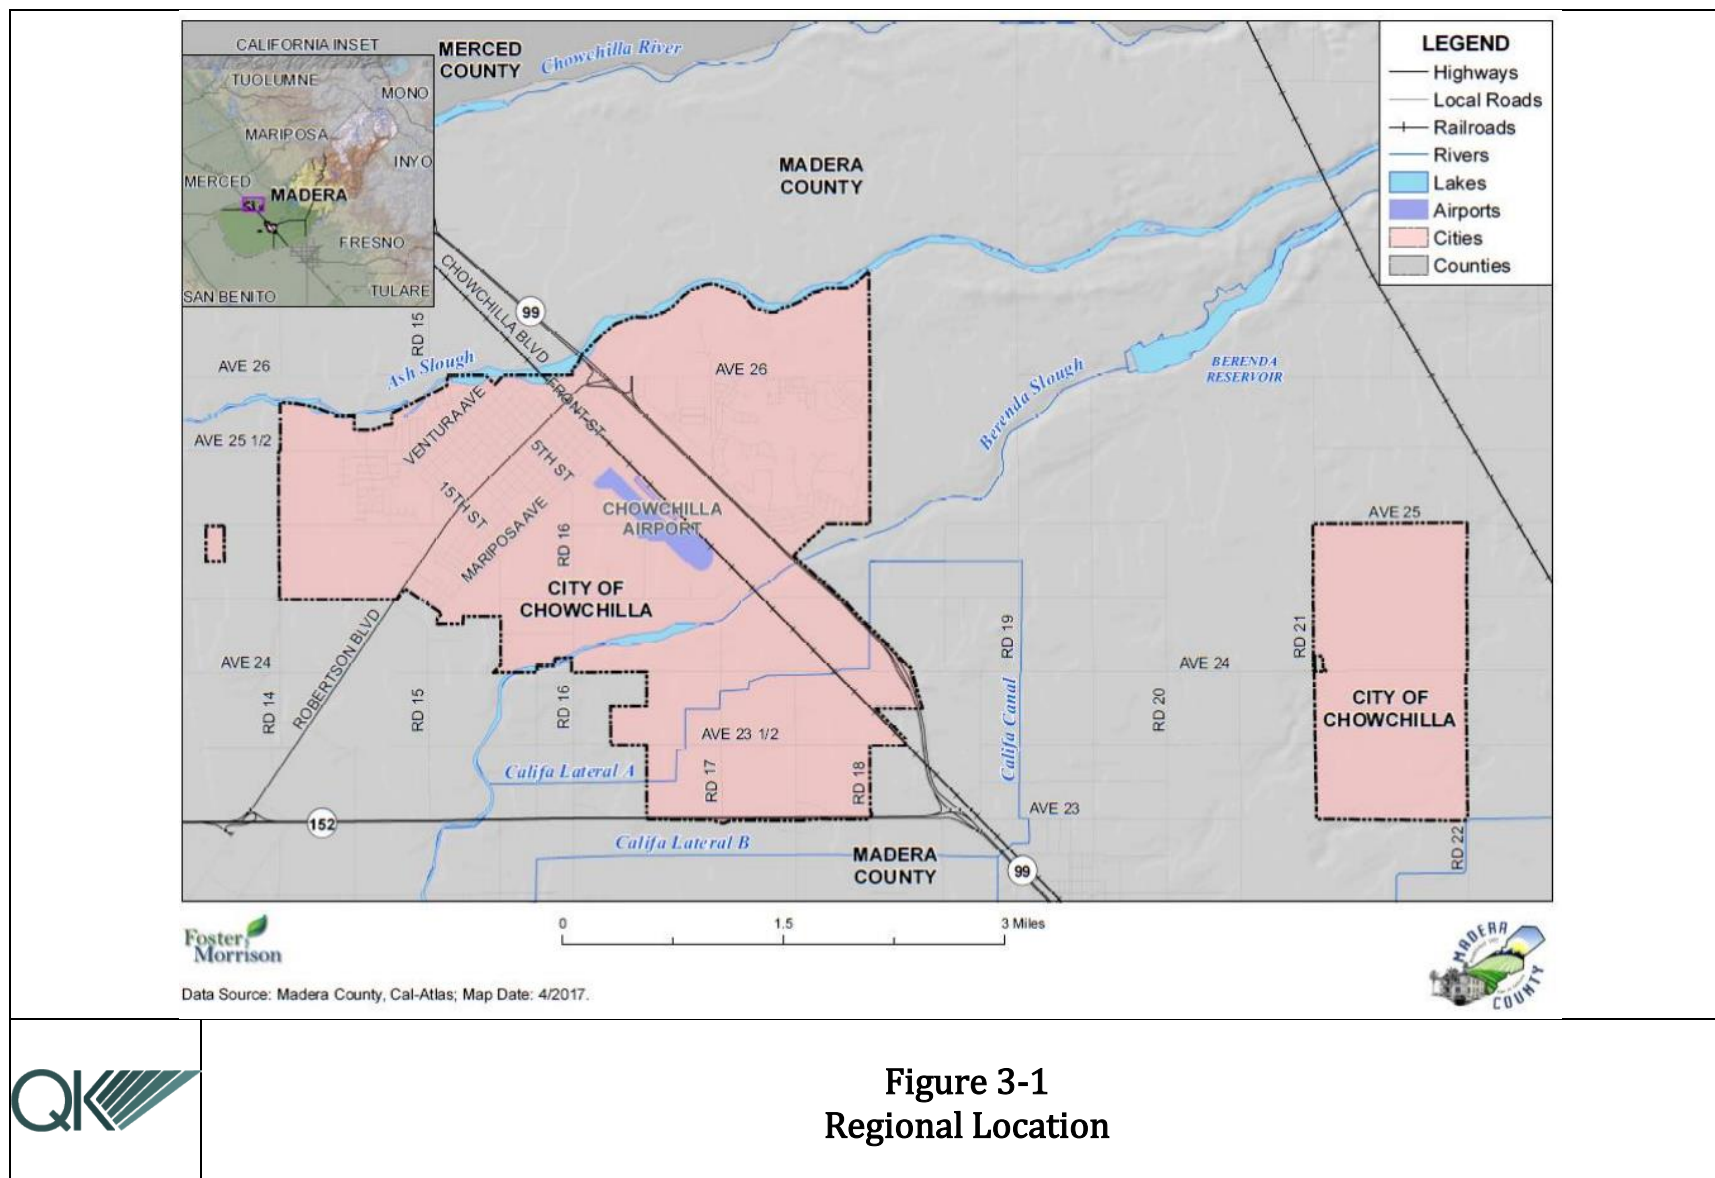 CALIFORNIA INSET
TUOLUMNE
MONO
MARIPOSA
INYO
MERCED
MADERA
FRESNO
SAN BENITO
TULARE
MERCED
COUNTY
Chowchilla River
MADERA
COUNTY
LEGEND
Highways
Local Roads
Railroads
Rivers
Lakes
Airports
Cities
Counties
CHOWCHILLA BLVD
99
RD 15
AVE 26
Ash Slough
FRONT ST
AVE 26
BERENDA
RESERVOIR
Berenda Slough
VENTURA AVE
AVE 25 1/2
5TH ST
15TH ST
MARIPOSA AVE
RD 16
CHOWCHILLA
AIRPORT
AVE 25
CITY OF
CHOWCHILLA
ROBERTSON BLVD
AVE 24
RD 14
RD 15
RD 16
RD 19
RD 21
AVE 24
RD 20
Califa Canal
CITY OF
CHOWCHILLA
AVE 23 1/2
Califa Lateral A
RD 17
RD 18
AVE 23
152
Califa Lateral B
MADERA
COUNTY
99
RD 22
0 1.5 3 Miles
Foster
Morrison
MADERA
COUNTY
Data Source: Madera County, Cal-Atlas; Map Date: 4/2017.
QK
Figure 3-1
Regional Location